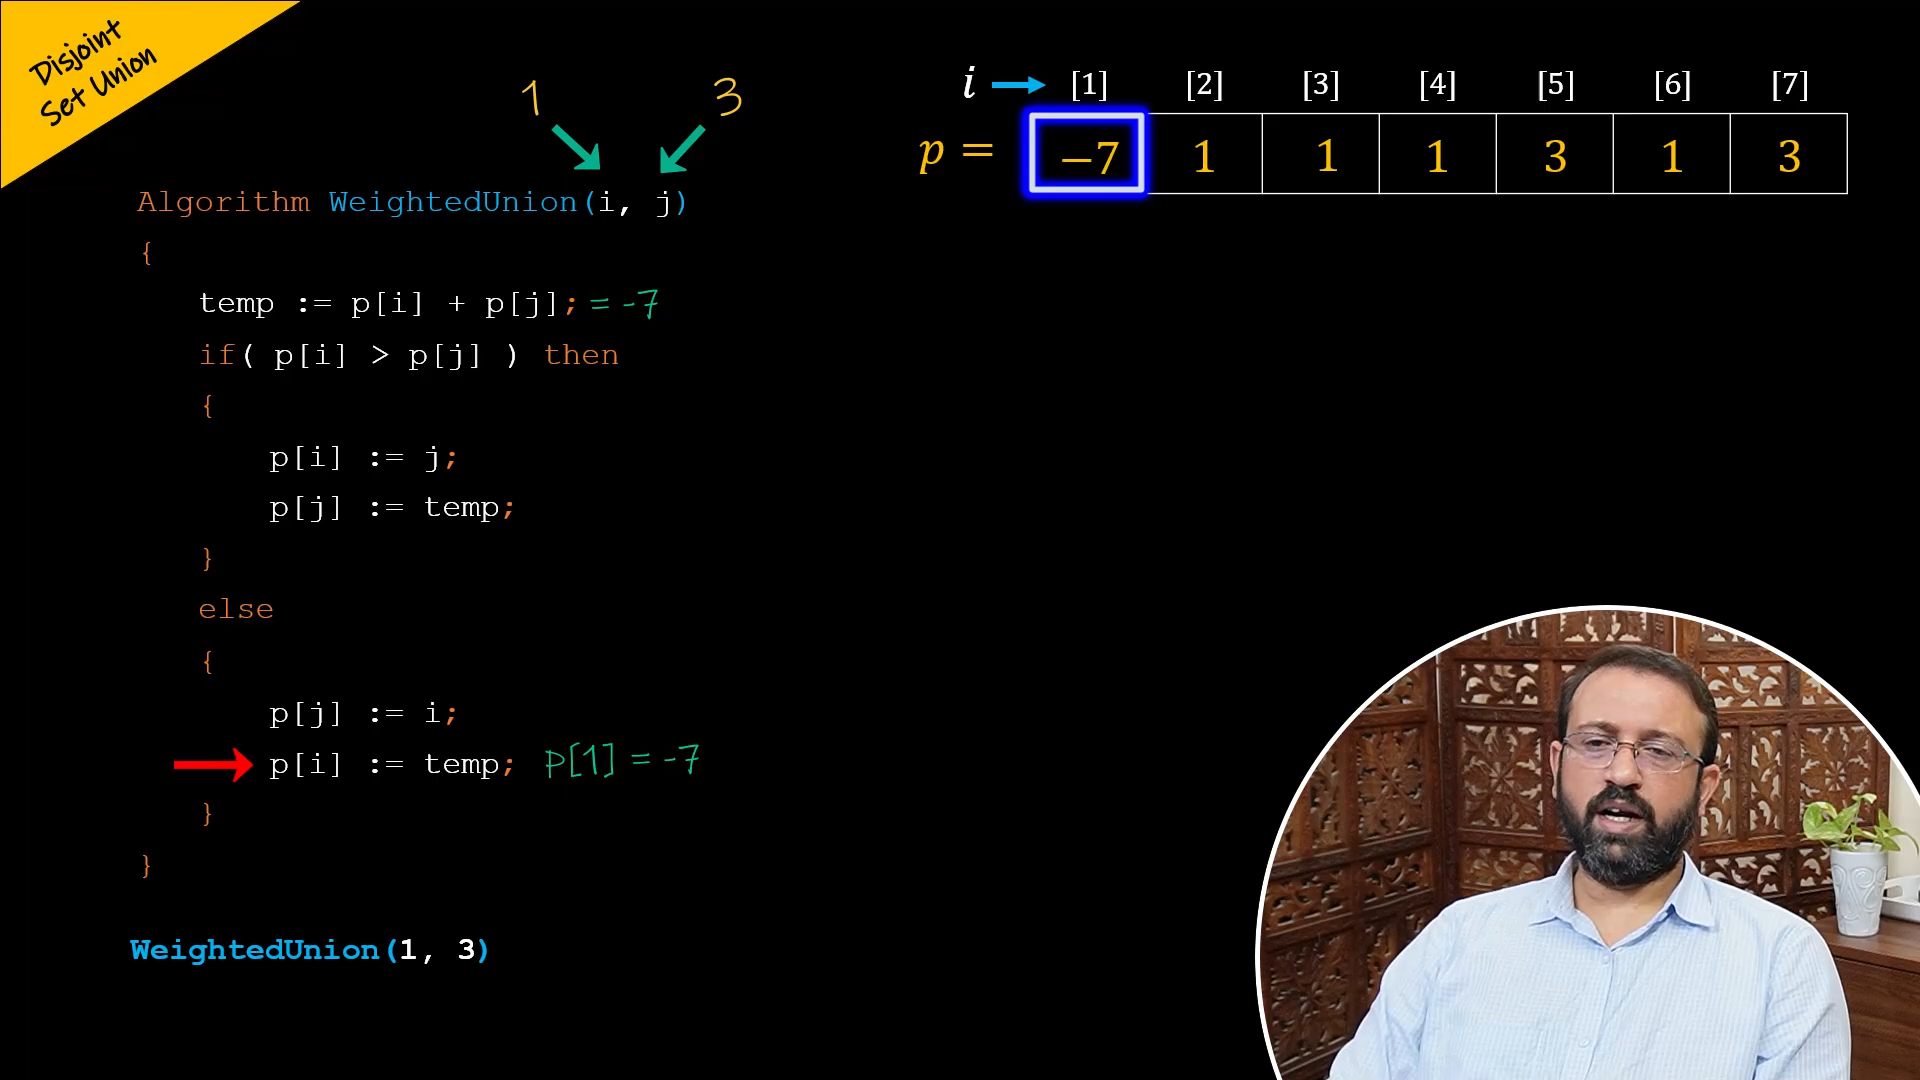 Disjoint
Set Union
1 3
i [1] [2] [3] [4] [5] [6] [7]
p = −7 1 1 1 3 1 3
Algorithm WeightedUnion(i, j)
{
temp := p[i] + p[j]; = -7
if( p[i] > p[j] ) then
{
p[i] := j;
p[j] := temp;
}
else
{
p[j] := i;
p[i] := temp; p[1] = -7
}
}
WeightedUnion(1, 3)